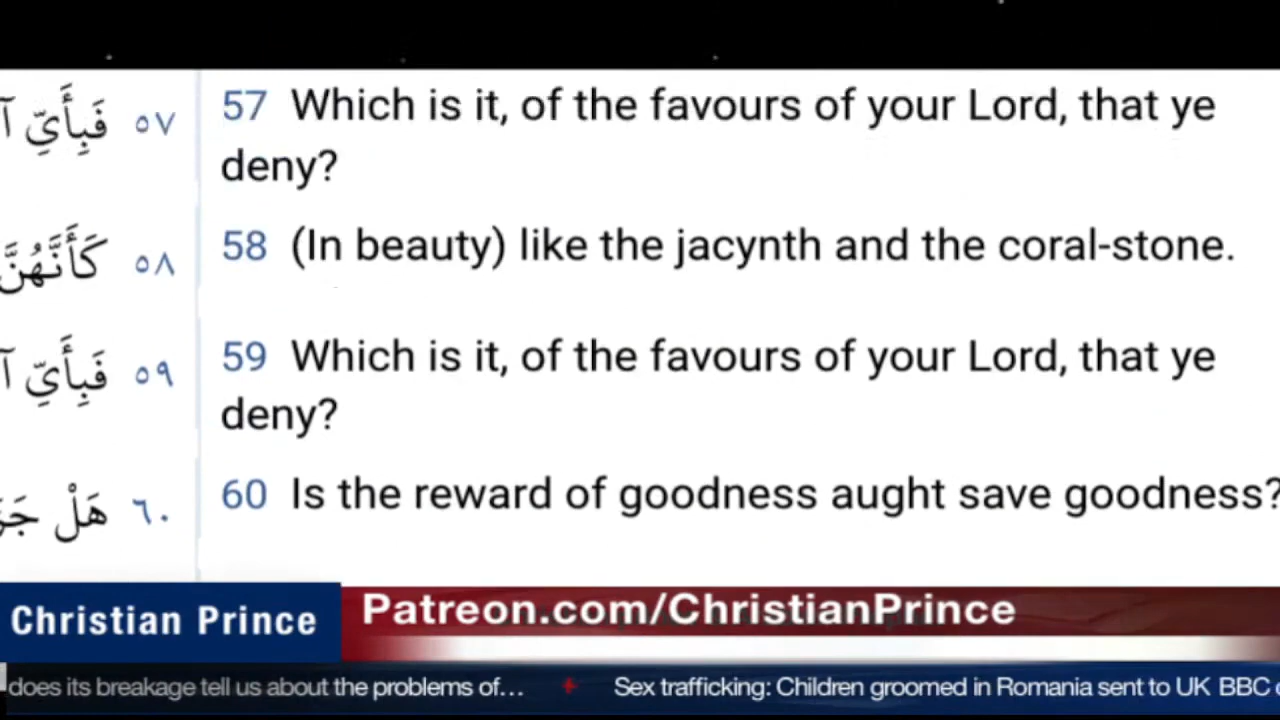 57 Which is it, of the favours of your Lord, that ye
deny?
فَبِأَيِّ ٥٧
58 (In beauty) like the jacynth and the coral-stone.
كَأَنَّهُنَّ ٥٨
59 Which is it, of the favours of your Lord, that ye
deny?
فَبِأَيِّ ٥٩
60 Is the reward of goodness aught save goodness?
هَلْ ٦٠
Christian Prince
Patreon.com/ChristianPrince
does its breakage tell us about the problems of... Sex trafficking: Children groomed in Romania sent to UK BBC